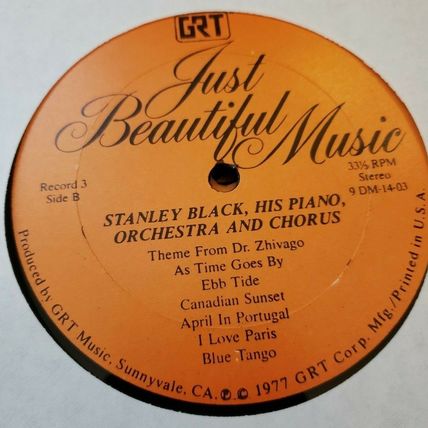 GRT
Just
Beautiful Music
Record 3
Side B
33⅓ RPM
Stereo
9 DM-14-03
STANLEY BLACK, HIS PIANO,
ORCHESTRA AND CHORUS
Theme From Dr. Zhivago
As Time Goes By
Ebb Tide
Canadian Sunset
April In Portugal
I Love Paris
Blue Tango
Produced by GRT Music, Sunnyvale, CA. ℗ © 1977 GRT Corp. Mfg./Printed in U.S.A.